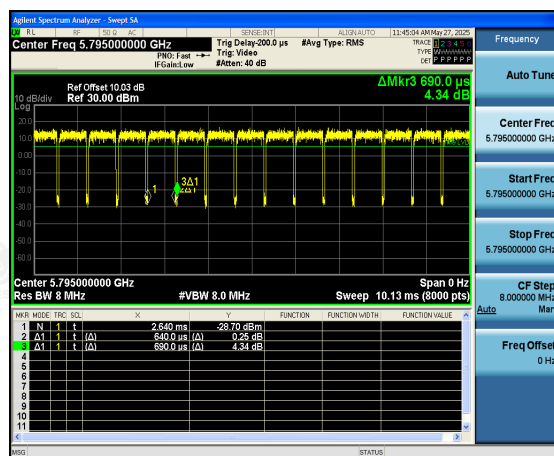 Agilent Spectrum Analyzer - Swept SA
RL RF 50 Ω AC SENSE:INT ALIGN AUTO 11:45:04 AM May 27, 2025
Center Freq 5.795000000 GHz
PNO: Fast
IFGain:Low
Trig Delay-200.0 µs
Trig: Video
#Atten: 40 dB
#Avg Type: RMS
TRACE 1 2 3 4 5 6
TYPE
DET P P P P P P
Frequency
Auto Tune
Center Freq
5.795000000 GHz
Start Freq
5.795000000 GHz
Stop Freq
5.795000000 GHz
CF Step
8.000000 MHz
Auto Man
Freq Offset
0 Hz
Ref Offset 10.03 dB
Ref 30.00 dBm
10 dB/div
Log
ΔMkr3 690.0 µs
4.34 dB
20.0
10.0
0.00
-10.0
-20.0
-30.0
-40.0
-50.0
-60.0
1
3Δ1
2Δ1
Center 5.795000000 GHz
Res BW 8 MHz
#VBW 8.0 MHz
Span 0 Hz
Sweep 10.13 ms (8000 pts)
MKR MODE TRC SCL X Y FUNCTION FUNCTION WIDTH FUNCTION VALUE
1 N 1 t 2.640 ms -28.70 dBm
2 Δ1 1 t (Δ) 640.0 µs (Δ) 0.25 dB
3 Δ1 1 t (Δ) 690.0 µs (Δ) 4.34 dB
4
5
6
7
8
9
10
11
MSG STATUS